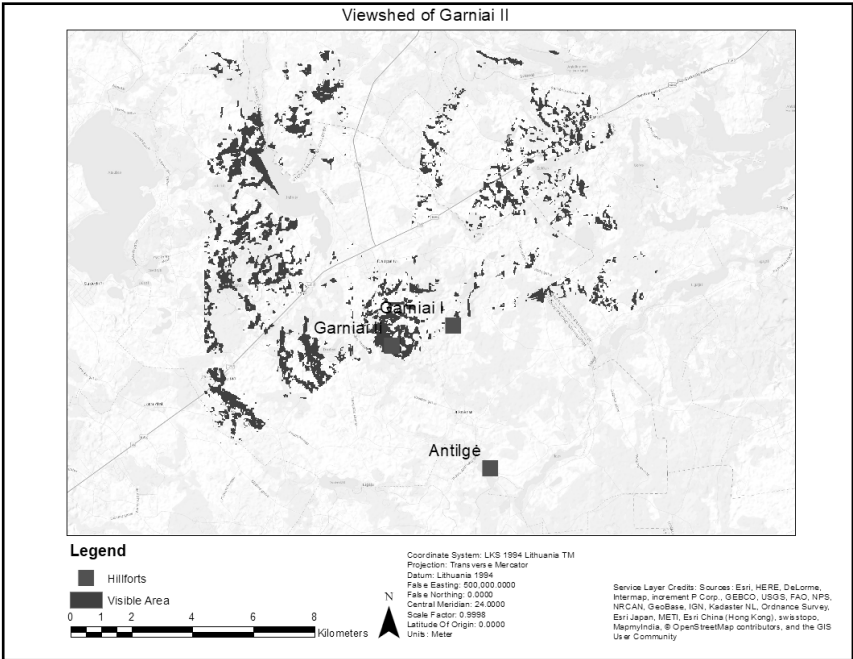 Viewshed of Garniai II
Garniai I
Garniai II
Antilgė
Legend
Hillforts
Visible Area
0 1 2 4 6 8
Kilometers
N
Coordinate System: LKS 1994 Lithuania TM
Projection: Transverse Mercator
Datum: Lithuania 1994
False Easting: 500,000.0000
False Northing: 0.0000
Central Meridian: 24.0000
Scale Factor: 0.9998
Latitude Of Origin: 0.0000
Units: Meter
Service Layer Credits: Sources: Esri, HERE, DeLorme,
Intermap, increment P Corp., GEBCO, USGS, FAO, NPS,
NRCAN, GeoBase, IGN, Kadaster NL, Ordnance Survey,
Esri Japan, METI, Esri China (Hong Kong), swisstopo,
MapmyIndia, © OpenStreetMap contributors, and the GIS
User Community